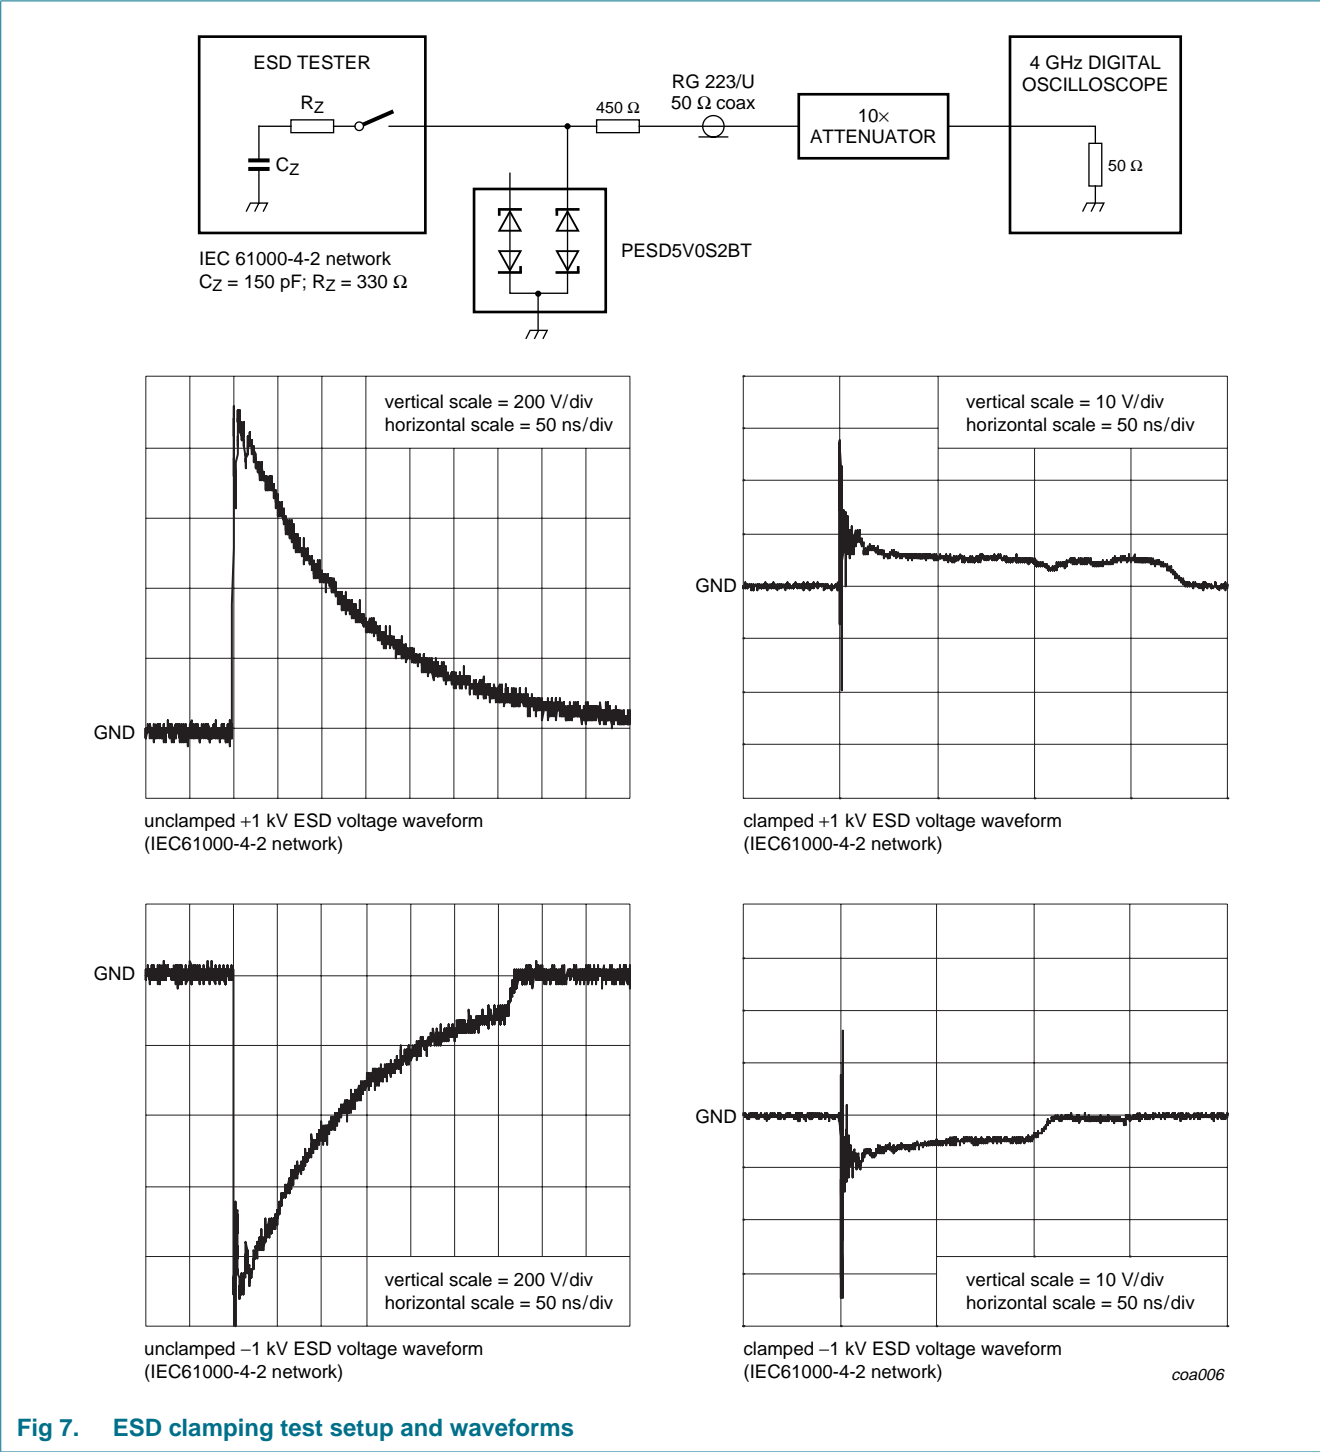 ESD TESTER
RZ
CZ
IEC 61000-4-2 network
CZ = 150 pF; RZ = 330 Ω
450 Ω
RG 223/U
50 Ω coax
10×
ATTENUATOR
4 GHz DIGITAL
OSCILLOSCOPE
50 Ω
PESD5V0S2BT
vertical scale = 200 V/div
horizontal scale = 50 ns/div
GND
unclamped +1 kV ESD voltage waveform
(IEC61000-4-2 network)
vertical scale = 10 V/div
horizontal scale = 50 ns/div
GND
clamped +1 kV ESD voltage waveform
(IEC61000-4-2 network)
GND
vertical scale = 200 V/div
horizontal scale = 50 ns/div
unclamped −1 kV ESD voltage waveform
(IEC61000-4-2 network)
GND
vertical scale = 10 V/div
horizontal scale = 50 ns/div
clamped −1 kV ESD voltage waveform
(IEC61000-4-2 network)
coa006
Fig 7. ESD clamping test setup and waveforms